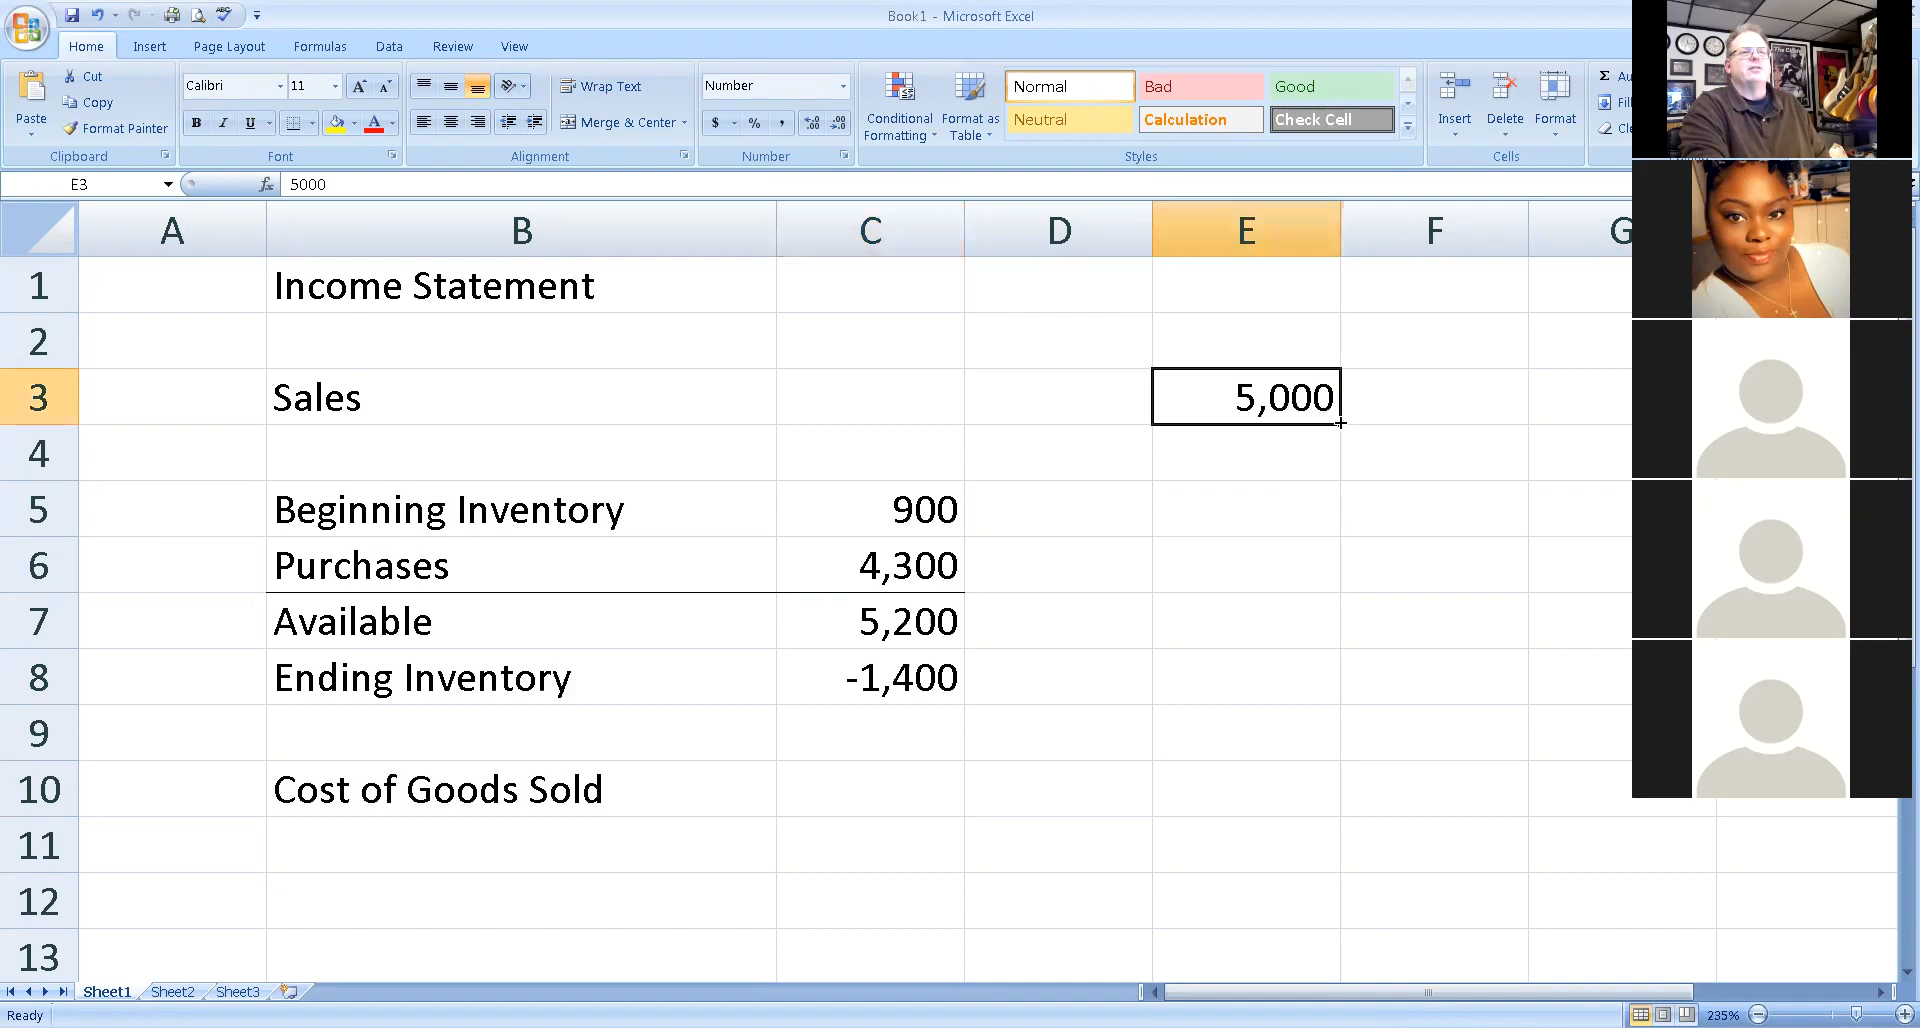 Book1 - Microsoft Excel
Home Insert Page Layout Formulas Data Review View
Paste
Cut
Copy
Format Painter
Clipboard
Calibri 11
B I U A
Font
Wrap Text
Merge & Center
Alignment
Number
$ % ,
Number
Conditional Formatting
Format as Table
Normal Bad Good
Neutral Calculation Check Cell
Styles
Insert Delete Format
Cells
Σ Au
Fil
Cle
E3 fx 5000
A B C D E F G
1 Income Statement
2
3 Sales 5,000
4
5 Beginning Inventory 900
6 Purchases 4,300
7 Available 5,200
8 Ending Inventory -1,400
9
10 Cost of Goods Sold
11
12
13
Sheet1 Sheet2 Sheet3
Ready 235%